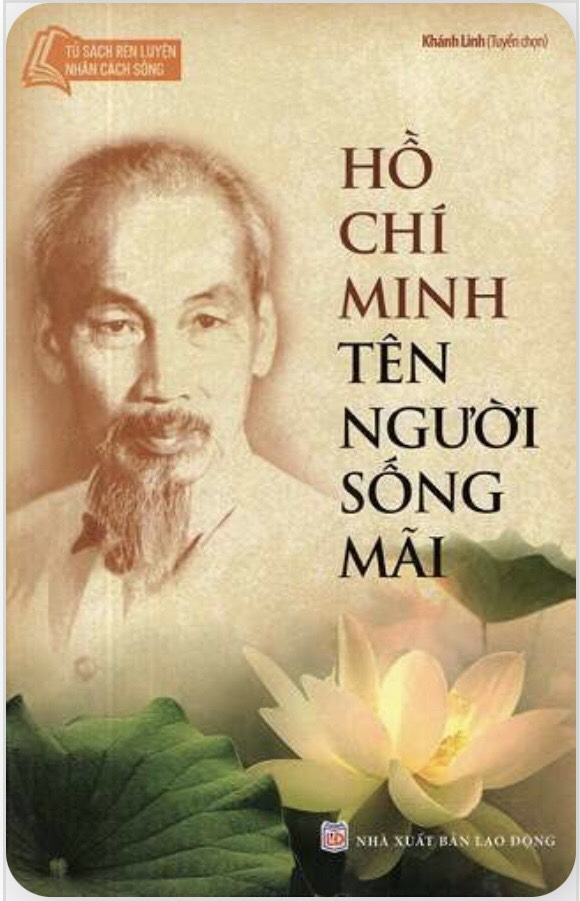 TỦ SÁCH RÈN LUYỆN
NHÂN CÁCH SỐNG
Khánh Linh (Tuyển chọn)
HỒ
CHÍ
MINH
TÊN
NGƯỜI
SỐNG
MÃI
NHÀ XUẤT BẢN LAO ĐỘNG